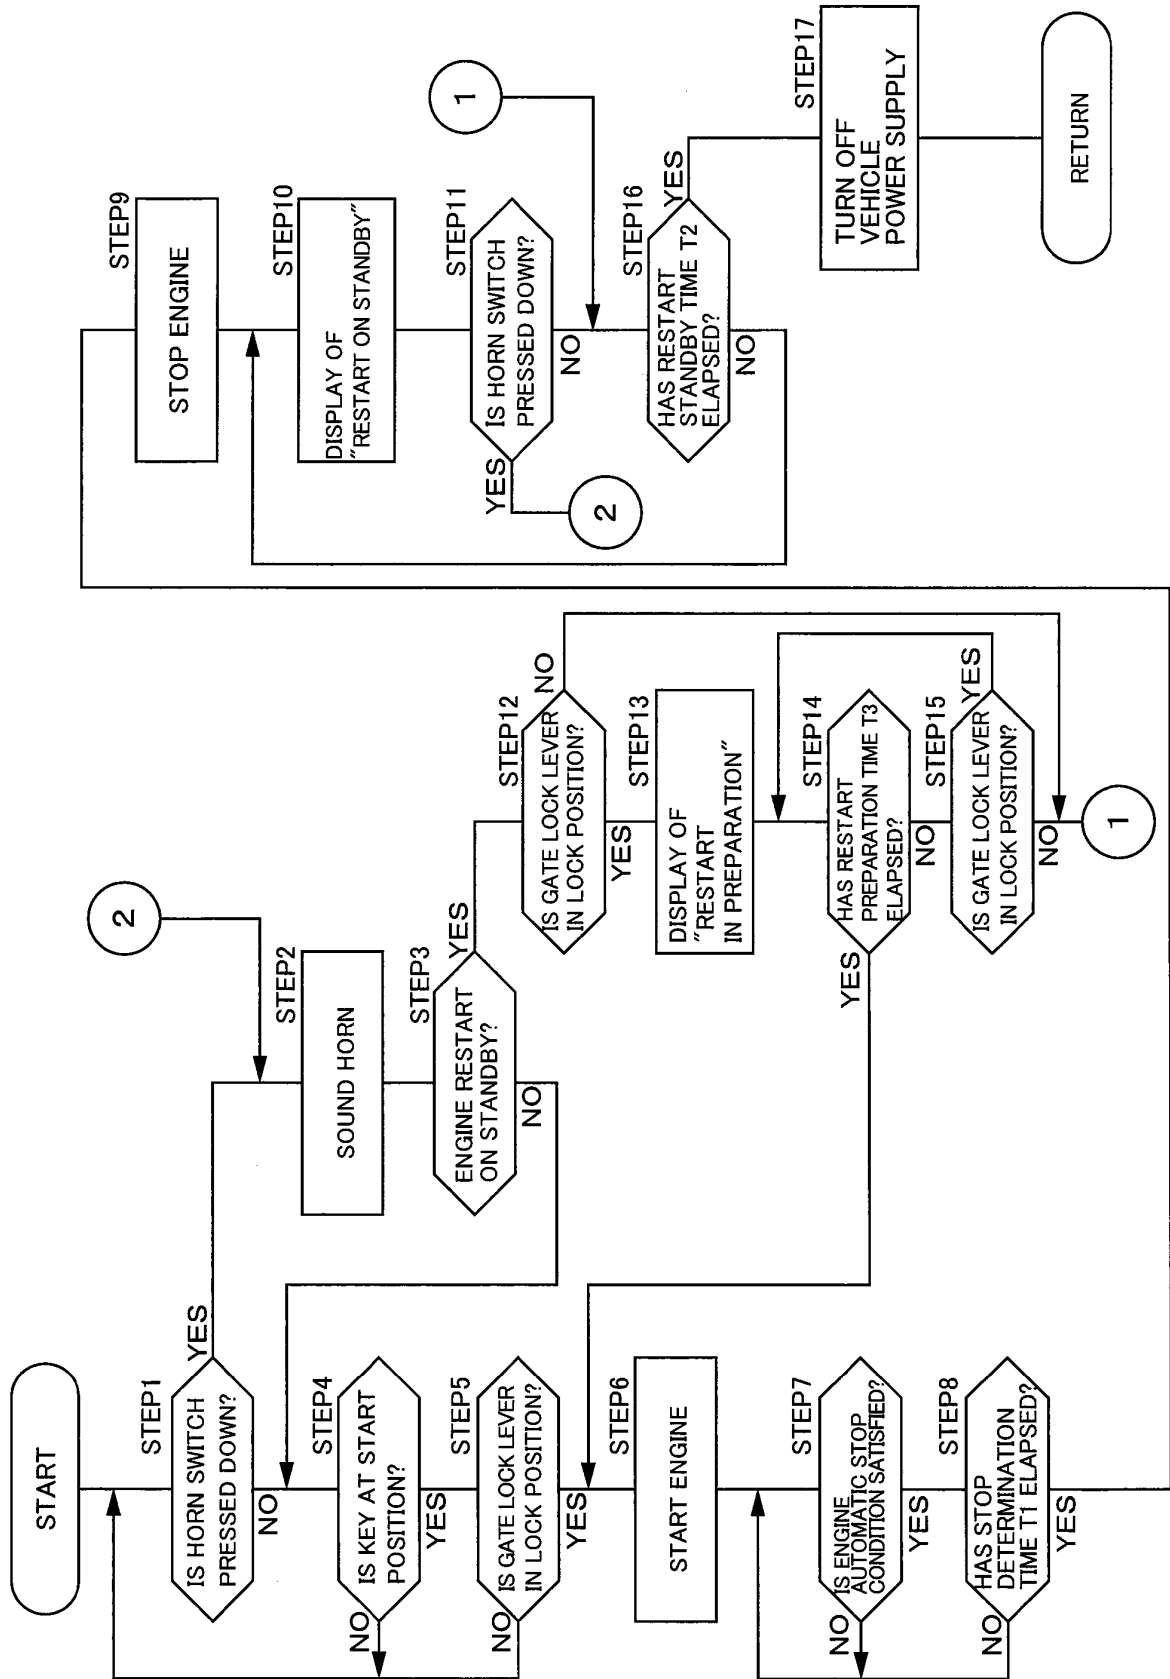 START
STEP1
IS HORN SWITCH
PRESSED DOWN?
YES
NO
STEP4
IS KEY AT START
POSITION?
NO
YES
STEP5
IS GATE LOCK LEVER
IN LOCK POSITION?
NO
YES
STEP6
START ENGINE
STEP7
IS ENGINE
AUTOMATIC STOP
CONDITION SATISFIED?
NO
YES
STEP8
HAS STOP
DETERMINATION
TIME T1 ELAPSED?
NO
YES
2
STEP2
SOUND HORN
STEP3
ENGINE RESTART
ON STANDBY?
YES
NO
STEP12
IS GATE LOCK LEVER
IN LOCK POSITION?
NO
YES
STEP13
DISPLAY OF
"RESTART
IN PREPARATION"
STEP14
HAS RESTART
PREPARATION TIME T3
ELAPSED?
YES
NO
STEP15
IS GATE LOCK LEVER
IN LOCK POSITION?
YES
NO
1
STEP9
STOP ENGINE
STEP10
DISPLAY OF
"RESTART ON STANDBY"
STEP11
IS HORN SWITCH
PRESSED DOWN?
YES
NO
2
1
STEP16
HAS RESTART
STANDBY TIME T2
ELAPSED?
YES
NO
STEP17
TURN OFF
VEHICLE
POWER SUPPLY
RETURN